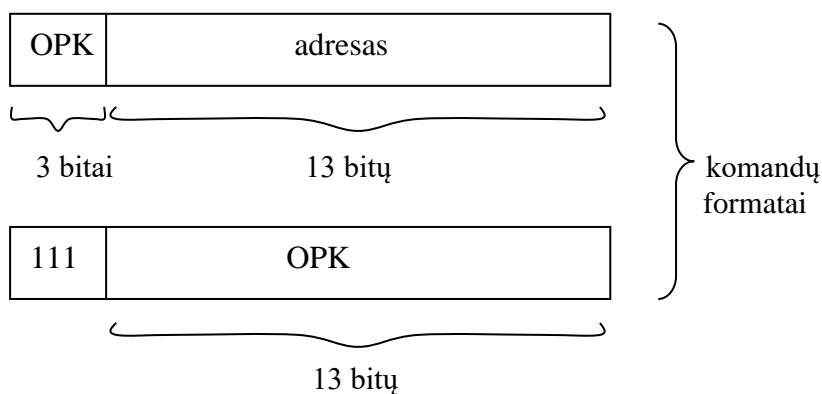 OPK adresas
3 bitai 13 bitų
komandų
formatai
111 OPK
13 bitų